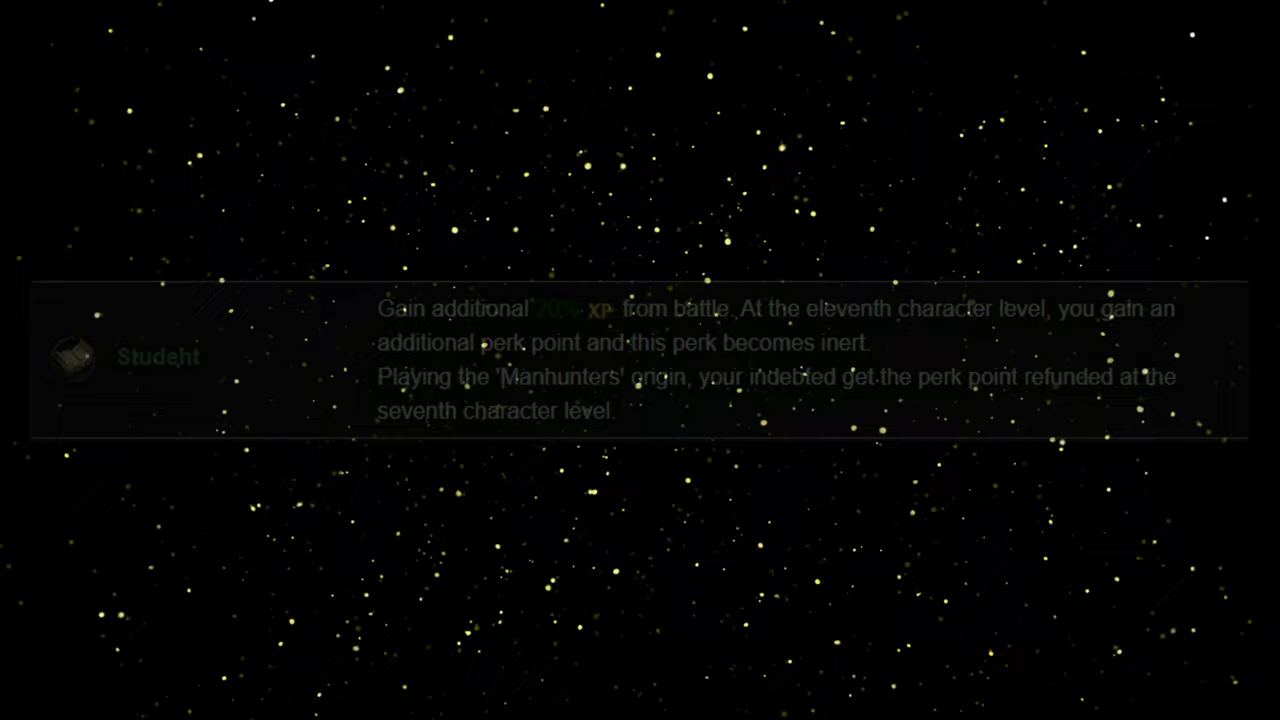 Student
Gain additional 20% XP from battle. At the eleventh character level, you gain an
additional perk point and this perk becomes inert.
Playing the 'Manhunters' origin, your indebted get the perk point refunded at the
seventh character level.